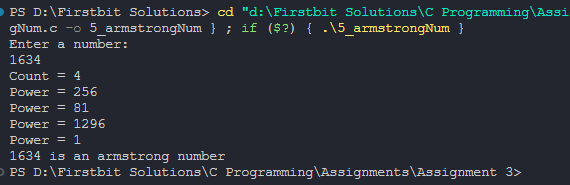 PS D:\Firstbit Solutions> cd "d:\Firstbit Solutions\C Programming\Assi
gNum.c -o 5_armstrongNum } ; if ($?) { .\5_armstrongNum }
Enter a number:
1634
Count = 4
Power = 256
Power = 81
Power = 1296
Power = 1
1634 is an armstrong number
PS D:\Firstbit Solutions\C Programming\Assignments\Assignment 3>